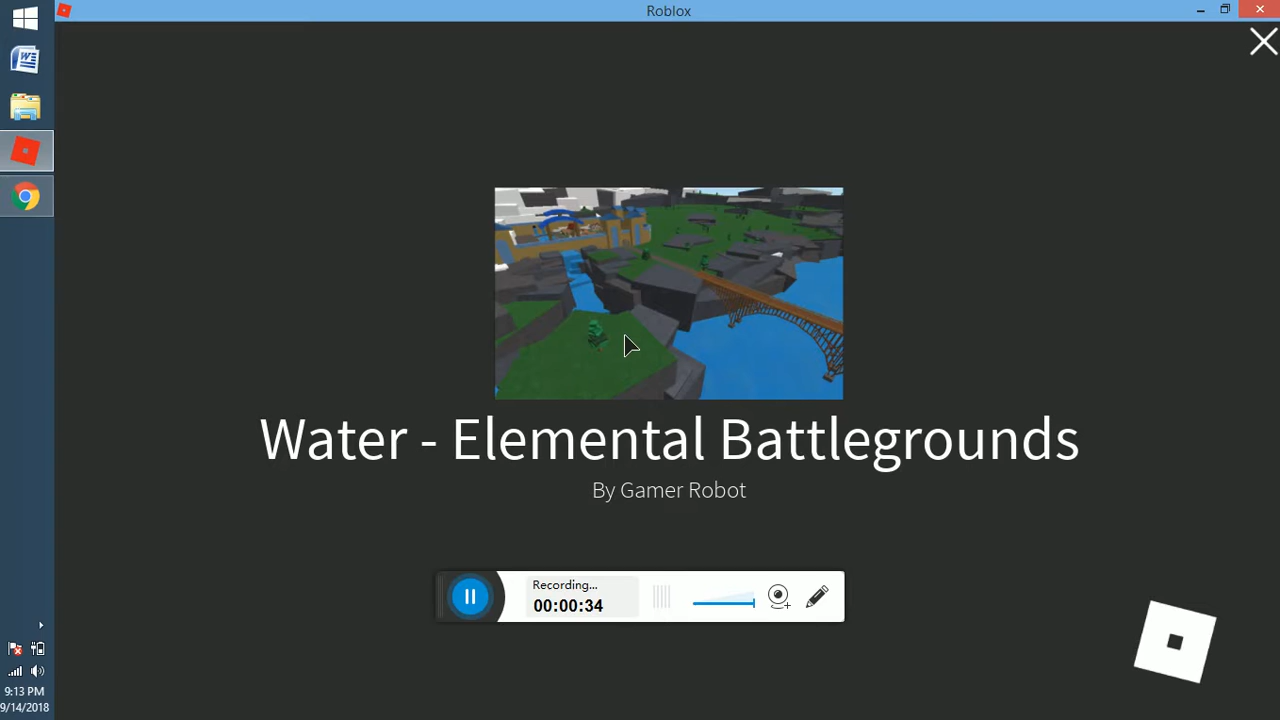 Roblox
Water - Elemental Battlegrounds
By Gamer Robot
Recording...
00:00:34
9:13 PM
9/14/2018